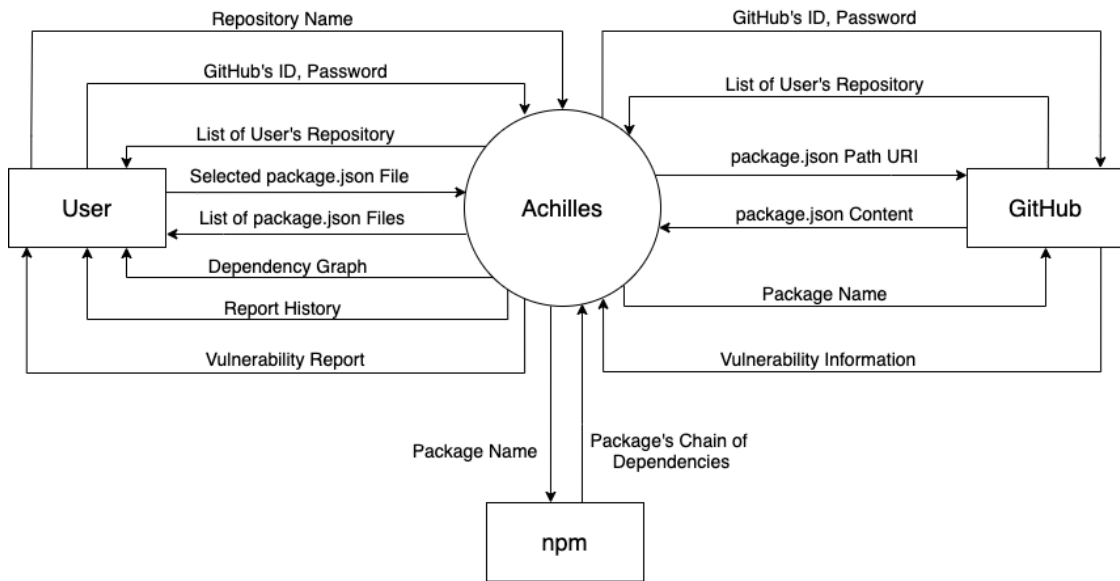 Repository Name
GitHub's ID, Password
GitHub's ID, Password
List of User's Repository
List of User's Repository
package.json Path URI
Selected package.json File
User
Achilles
GitHub
List of package.json Files
package.json Content
Dependency Graph
Package Name
Report History
Vulnerability Report
Vulnerability Information
Package Name
Package's Chain of
Dependencies
npm